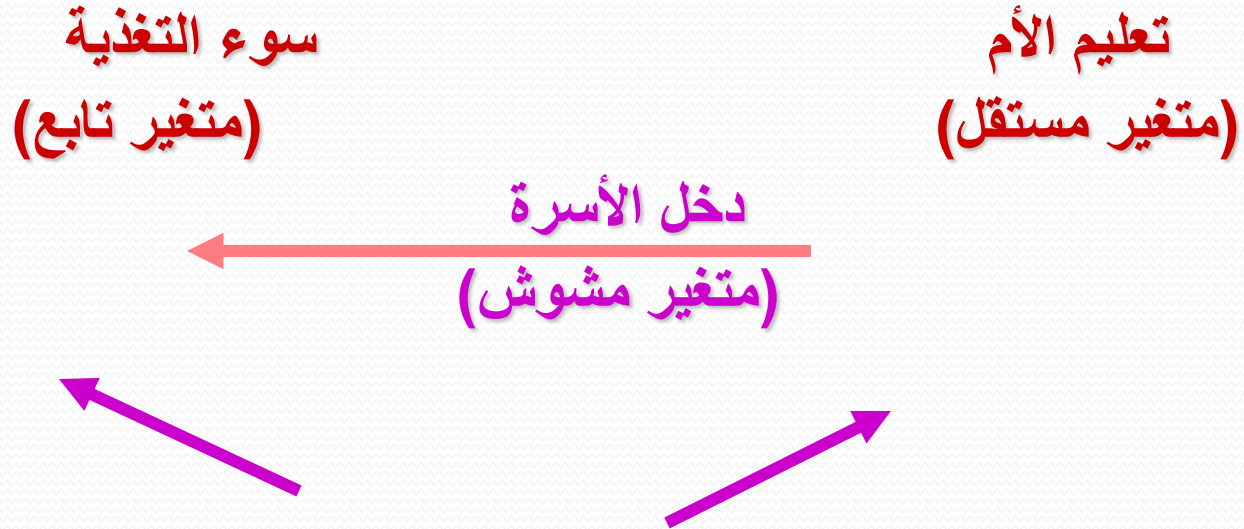 تعليم الأم
سوء التغذية
(متغير مستقل)
(متغير تابع)
دخل الأسرة
(متغير مشوش)